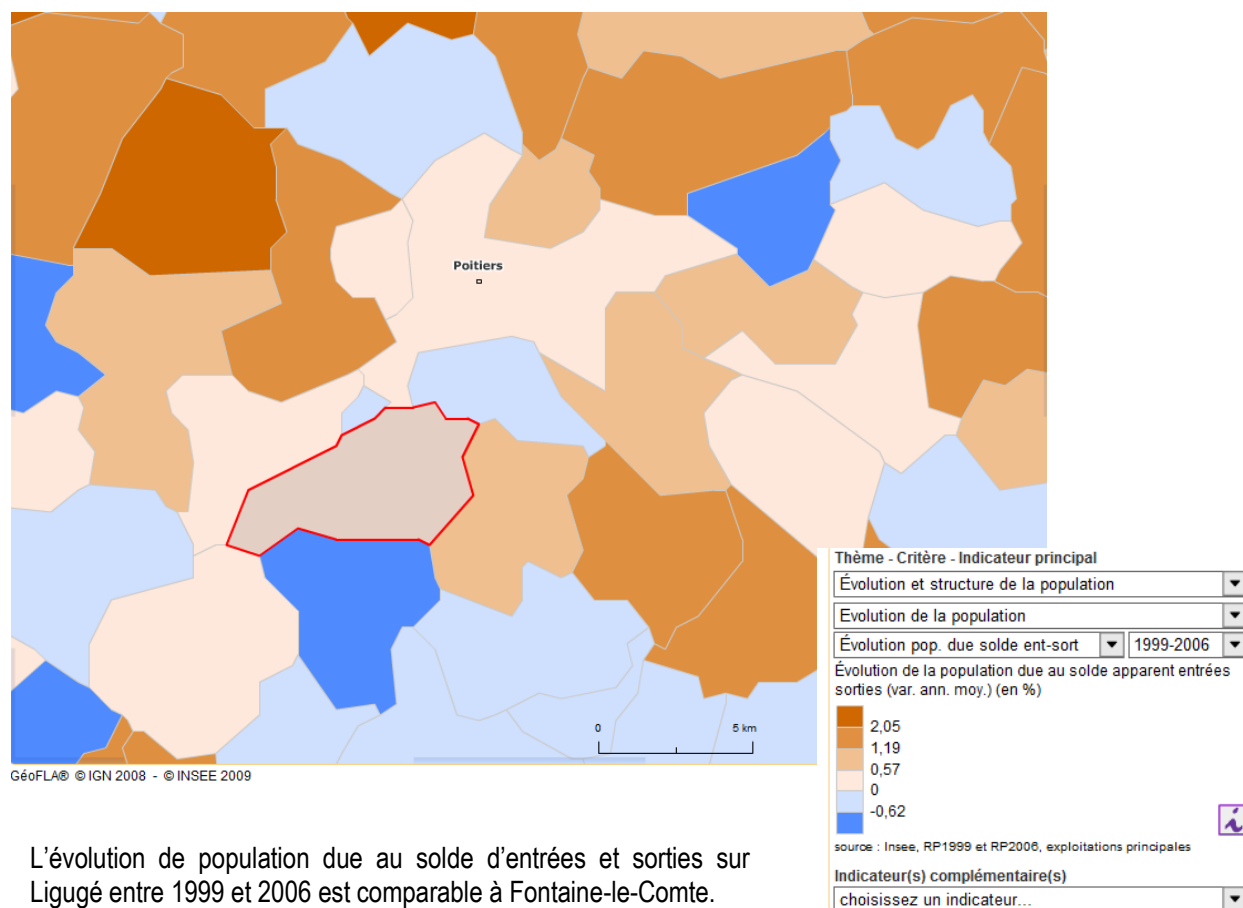 Poitiers
0 5 km
GéoFLA® © IGN 2008 - © INSEE 2009
Thème - Critère - Indicateur principal
Évolution et structure de la population
Evolution de la population
Évolution pop. due solde ent-sort 1999-2006
Évolution de la population due au solde apparent entrées
sorties (var. ann. moy.) (en %)
2,05
1,19
0,57
0
-0,62
i
source : Insee, RP1999 et RP2006, exploitations principales
Indicateur(s) complémentaire(s)
choisissez un indicateur...
L'évolution de population due au solde d'entrées et sorties sur
Ligugé entre 1999 et 2006 est comparable à Fontaine-le-Comte.